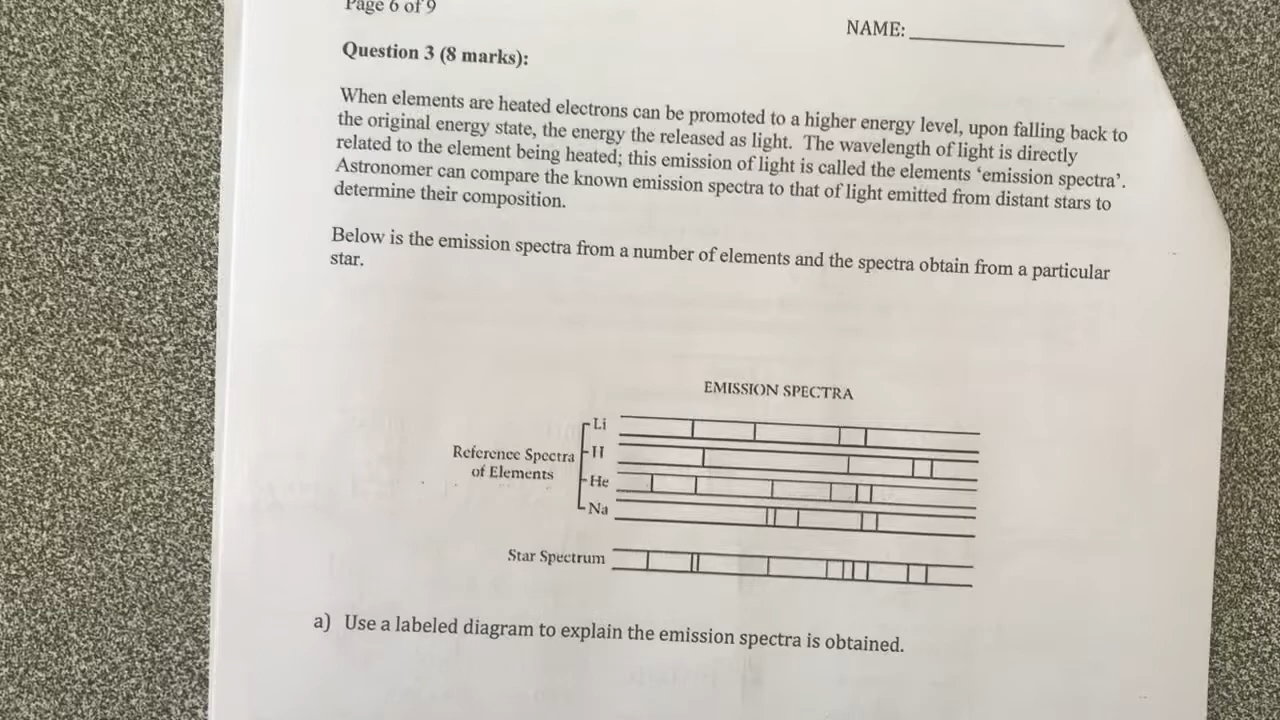 Page 6 of 9
NAME:
Question 3 (8 marks):
When elements are heated electrons can be promoted to a higher energy level, upon falling back to
the original energy state, the energy the released as light. The wavelength of light is directly
related to the element being heated; this emission of light is called the elements ‘emission spectra’.
Astronomer can compare the known emission spectra to that of light emitted from distant stars to
determine their composition.
Below is the emission spectra from a number of elements and the spectra obtain from a particular
star.
EMISSION SPECTRA
Reference Spectra
of Elements
Li
H
He
Na
Star Spectrum
a) Use a labeled diagram to explain the emission spectra is obtained.